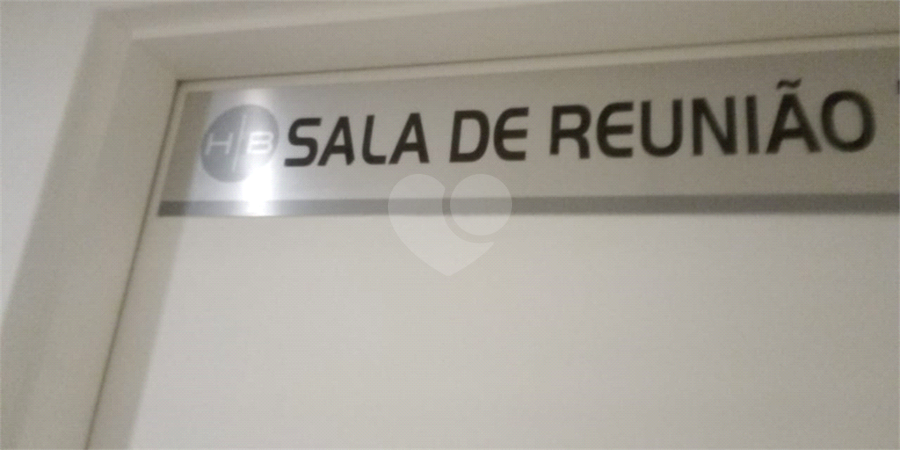 H|B SALA DE REUNIÃO